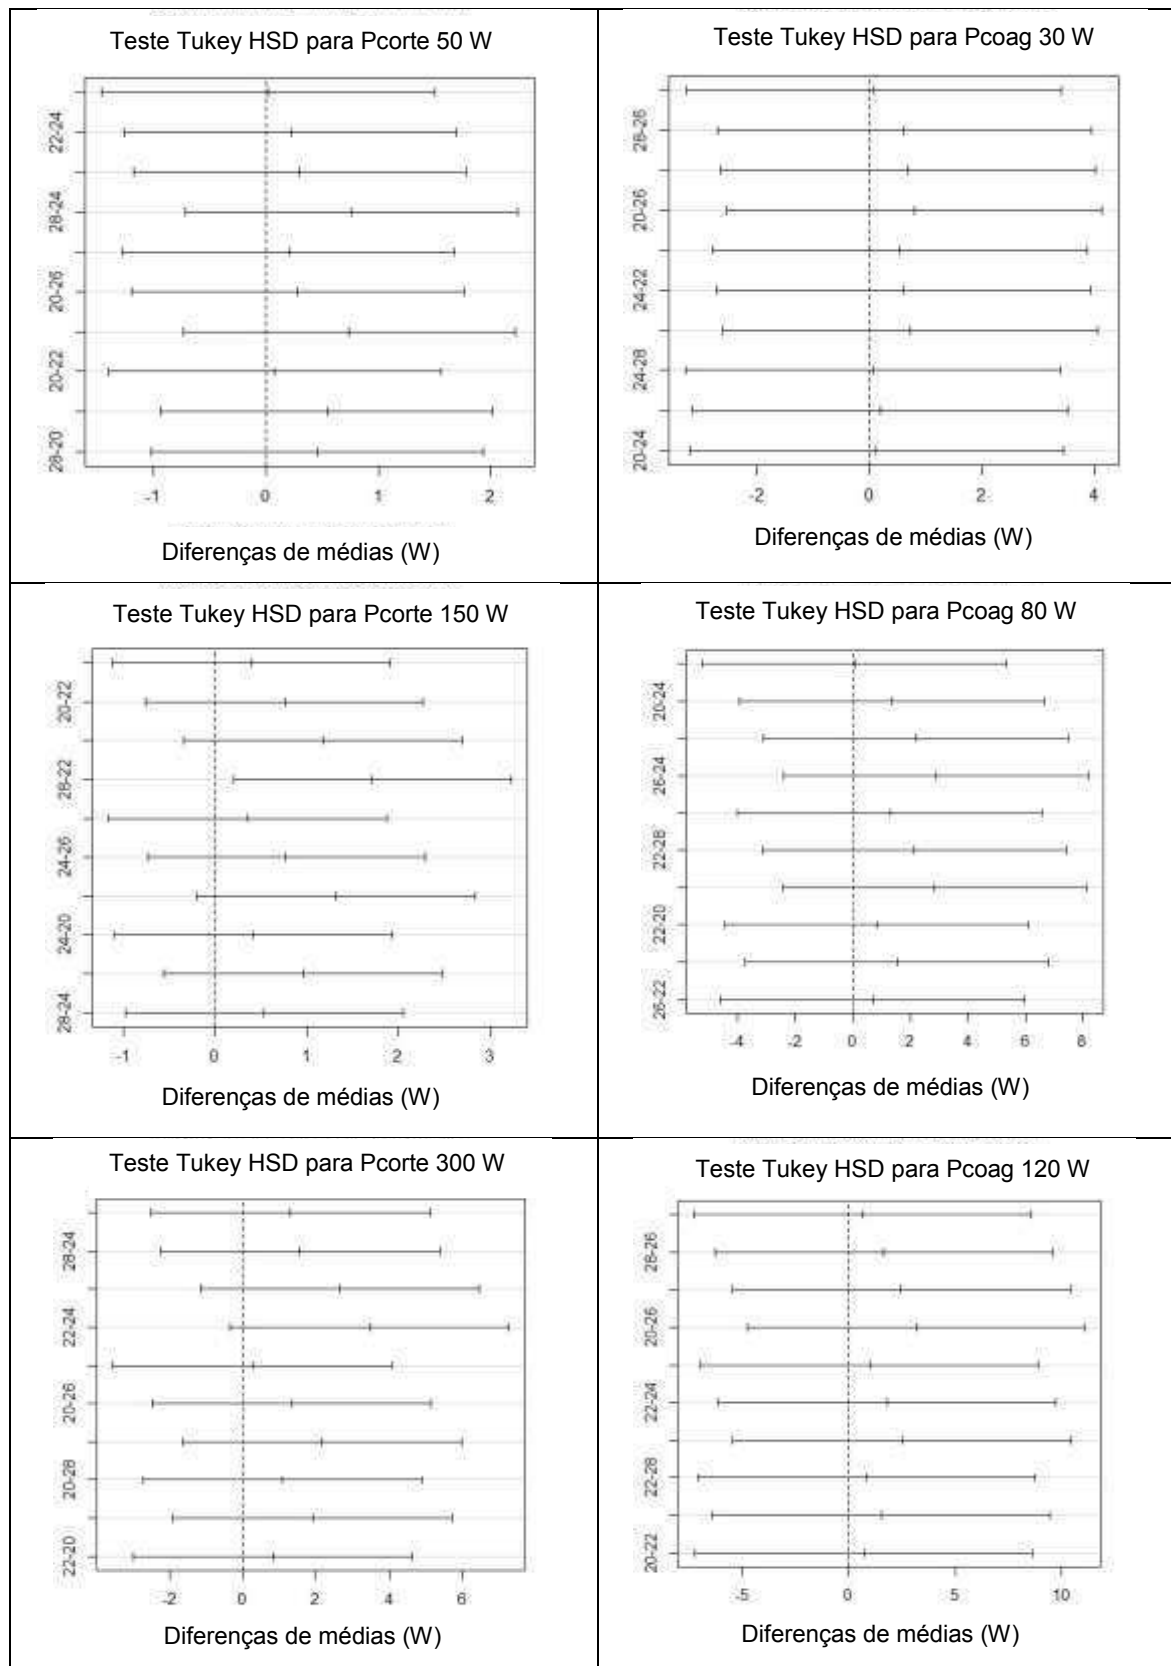 Teste Tukey HSD para Pcorte 50 W
22-24
28-24
20-26
20-22
28-20
-1 0 1 2
Diferenças de médias (W)
Teste Tukey HSD para Pcoag 30 W
28-26
20-26
24-22
24-28
20-24
-2 0 2 4
Diferenças de médias (W)
Teste Tukey HSD para Pcorte 150 W
20-22
28-22
24-26
24-20
28-24
-1 0 1 2 3
Diferenças de médias (W)
Teste Tukey HSD para Pcoag 80 W
20-24
26-24
22-28
22-20
26-22
-4 -2 0 2 4 6 8
Diferenças de médias (W)
Teste Tukey HSD para Pcorte 300 W
28-24
22-24
20-26
20-28
22-20
-2 0 2 4 6
Diferenças de médias (W)
Teste Tukey HSD para Pcoag 120 W
28-26
20-26
22-24
22-28
20-22
-5 0 5 10
Diferenças de médias (W)